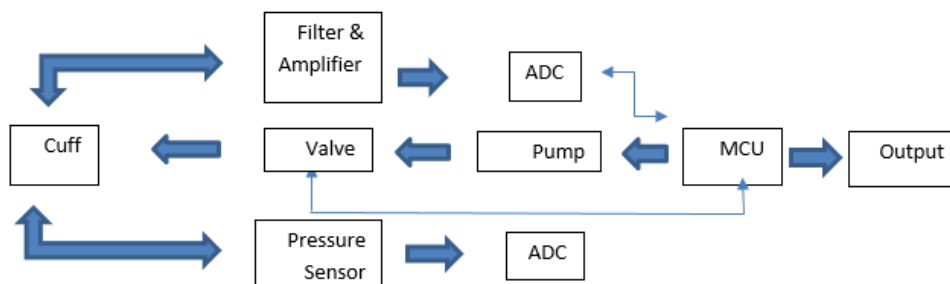 Filter &
Amplifier
ADC
Cuff
Valve
Pump
MCU
Output
Pressure
Sensor
ADC